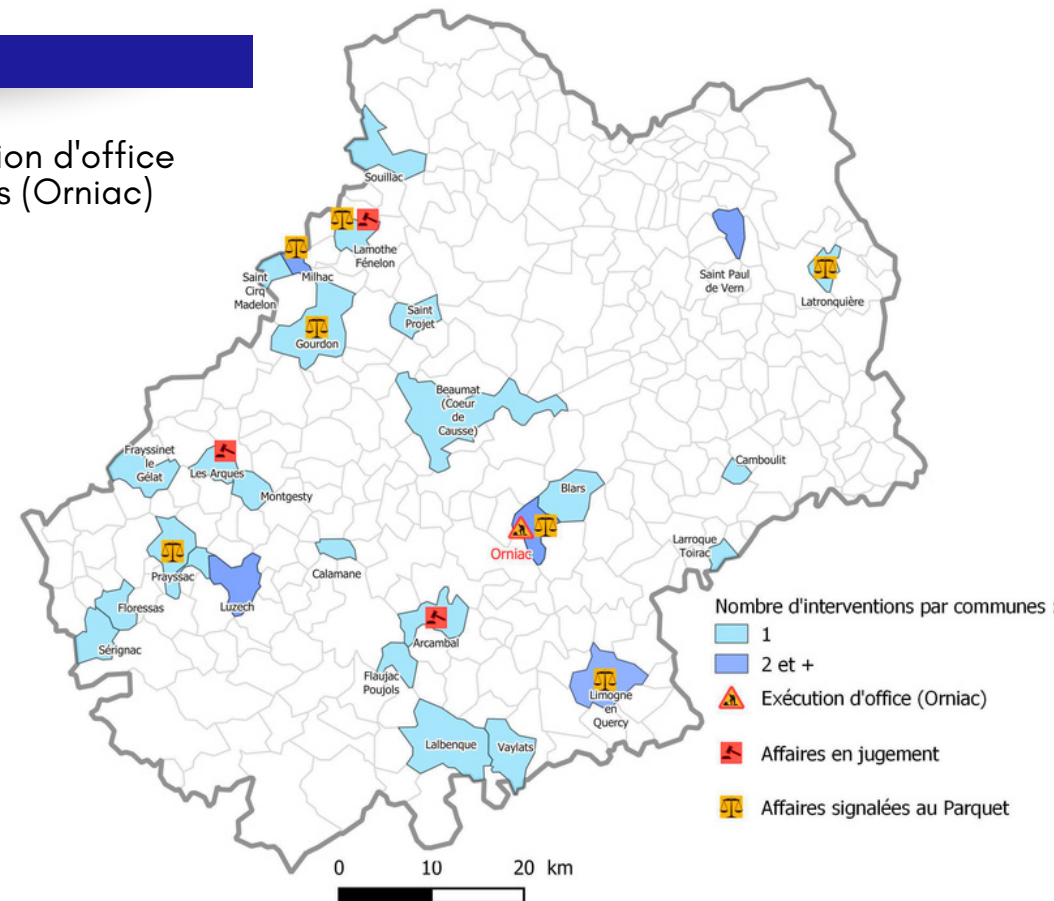 ion d'office
s (Orniac)
Souillac
Lamothe
Fénelon
Saint
Cirq
Madelon
Milhac
Gourdon
Saint
Projet
Saint Paul
de Vern
Latronquière
Beaumat
(Coeur
de
Causse)
Frayssinet
le
Gélat
Les Arques
Montgesty
Camboulit
Blars
Orniac
Larroque
Toirac
Prayssac
Luzech
Calamane
Floressas
Sérignac
Arcambal
Flaujac
Poujols
Limogne
en
Quercy
Lalbenque
Vaylats
Nombre d'interventions par communes :
1
2 et +
Exécution d'office (Orniac)
Affaires en jugement
Affaires signalées au Parquet
0 10 20 km